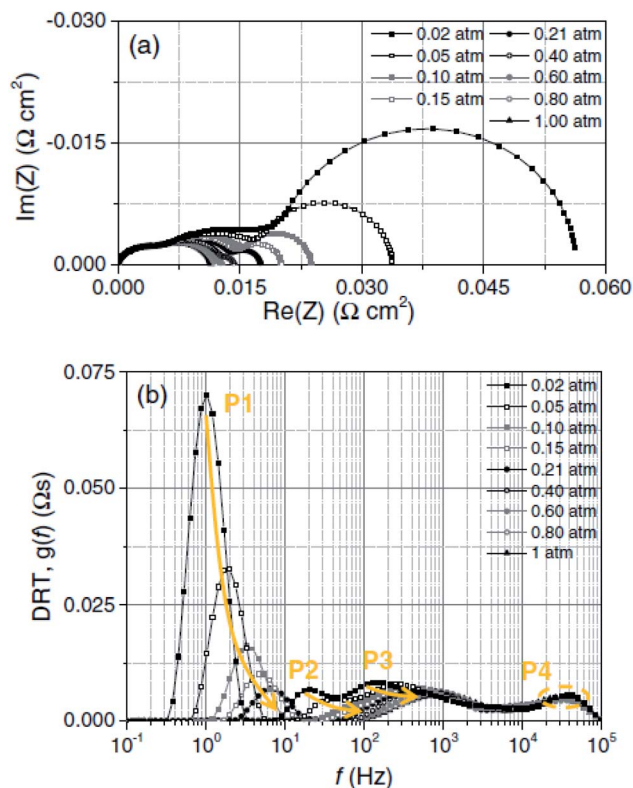 (a)
0.02 atm
0.05 atm
0.10 atm
0.15 atm
0.21 atm
0.40 atm
0.60 atm
0.80 atm
1.00 atm
-0.030
-0.015
0.000
Im(Z) (Ω cm²)
0.000 0.015 0.030 0.045 0.060
Re(Z) (Ω cm²)
(b)
P1
P2
P3
P4
0.02 atm
0.05 atm
0.10 atm
0.15 atm
0.21 atm
0.40 atm
0.60 atm
0.80 atm
1 atm
0.075
0.050
0.025
0.000
DRT, g(f) (Ωs)
10⁻¹ 10⁰ 10¹ 10² 10³ 10⁴ 10⁵
f (Hz)